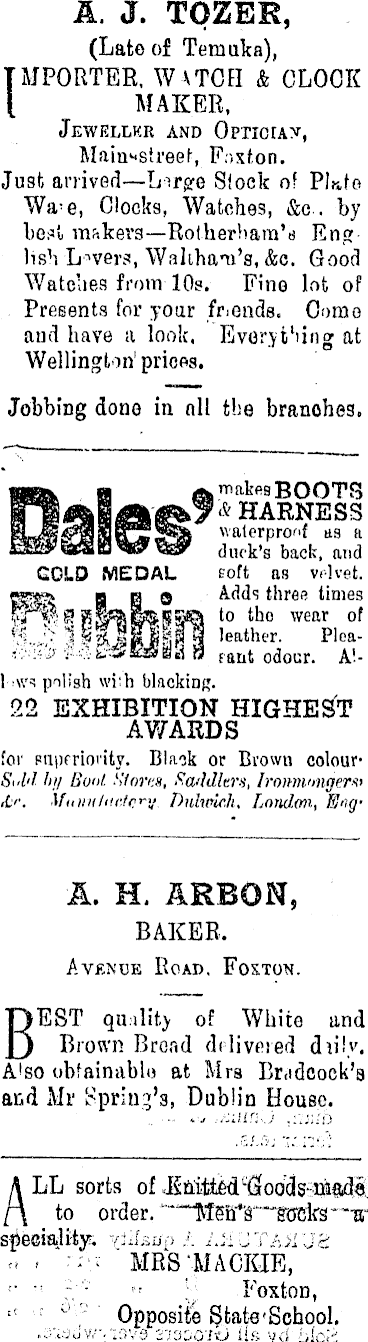 A. J. TOZER,
(Late of Temuka),
IMPORTER, WATCH & CLOCK
MAKER,
JEWELLER AND OPTICIAN,
Main-street, Foxton.
Just arrived—Large Stock of Plate
Ware, Clocks, Watches, &c., by
best makers—Rotherham's Eng-
lish Levers, Waltham's, &c. Good
Watches from 10s. Fine lot of
Presents for your friends. Come
and have a look. Everything at
Wellington prices.
Jobbing done in all the branches.
Dales' makes BOOTS
& HARNESS
waterproof as a
duck's back, and
GOLD MEDAL soft as velvet.
Adds three times
Dubbin to the wear of
leather. Plea-
sant odour. Al-
lows polish with blacking.
22 EXHIBITION HIGHEST
AWARDS
for superiority. Black or Brown colour.
Sold by Boot Stores, Saddlers, Ironmongers,
&c. Manufactory Dulwich, London, Eng.
A. H. ARBON,
BAKER.
AVENUE ROAD, FOXTON.
BEST quality of White and
Brown Bread delivered daily.
Also obtainable at Mrs Bradcock's
and Mr Spring's, Dublin House.
ALL sorts of Knitted Goods made
to order. Men's socks a
speciality.
MRS MACKIE,
Foxton,
Opposite State School.